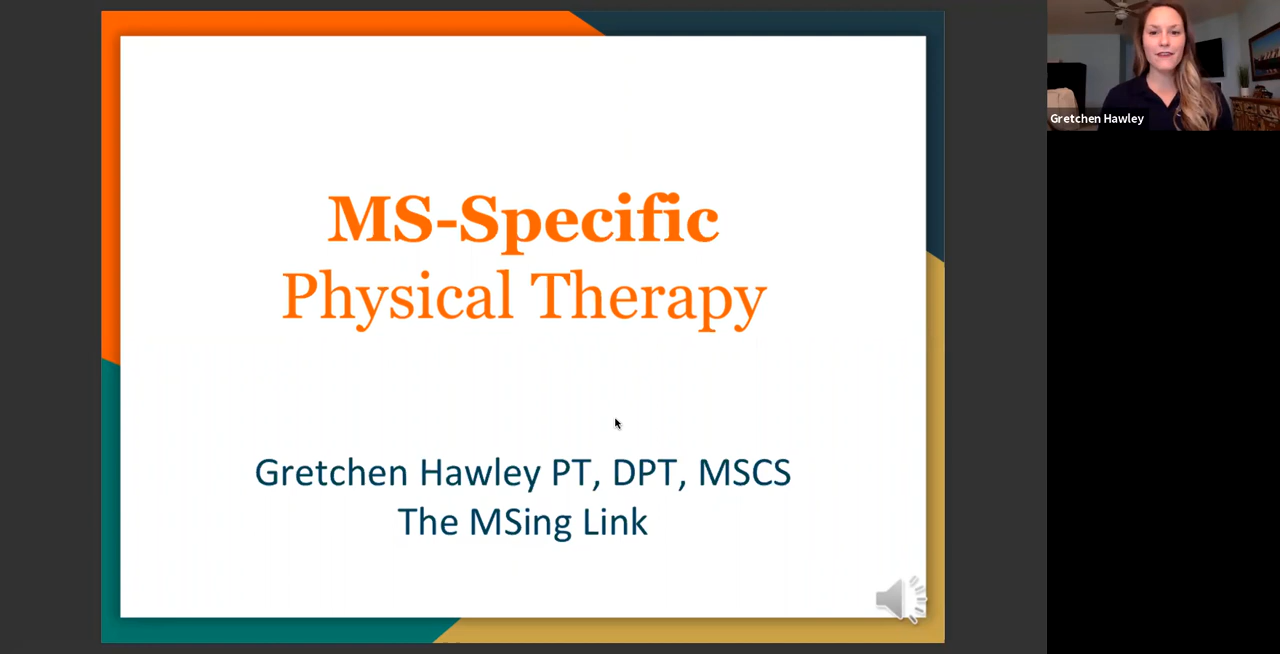 MS-Specific
Physical Therapy
Gretchen Hawley PT, DPT, MSCS
The MSing Link
Gretchen Hawley